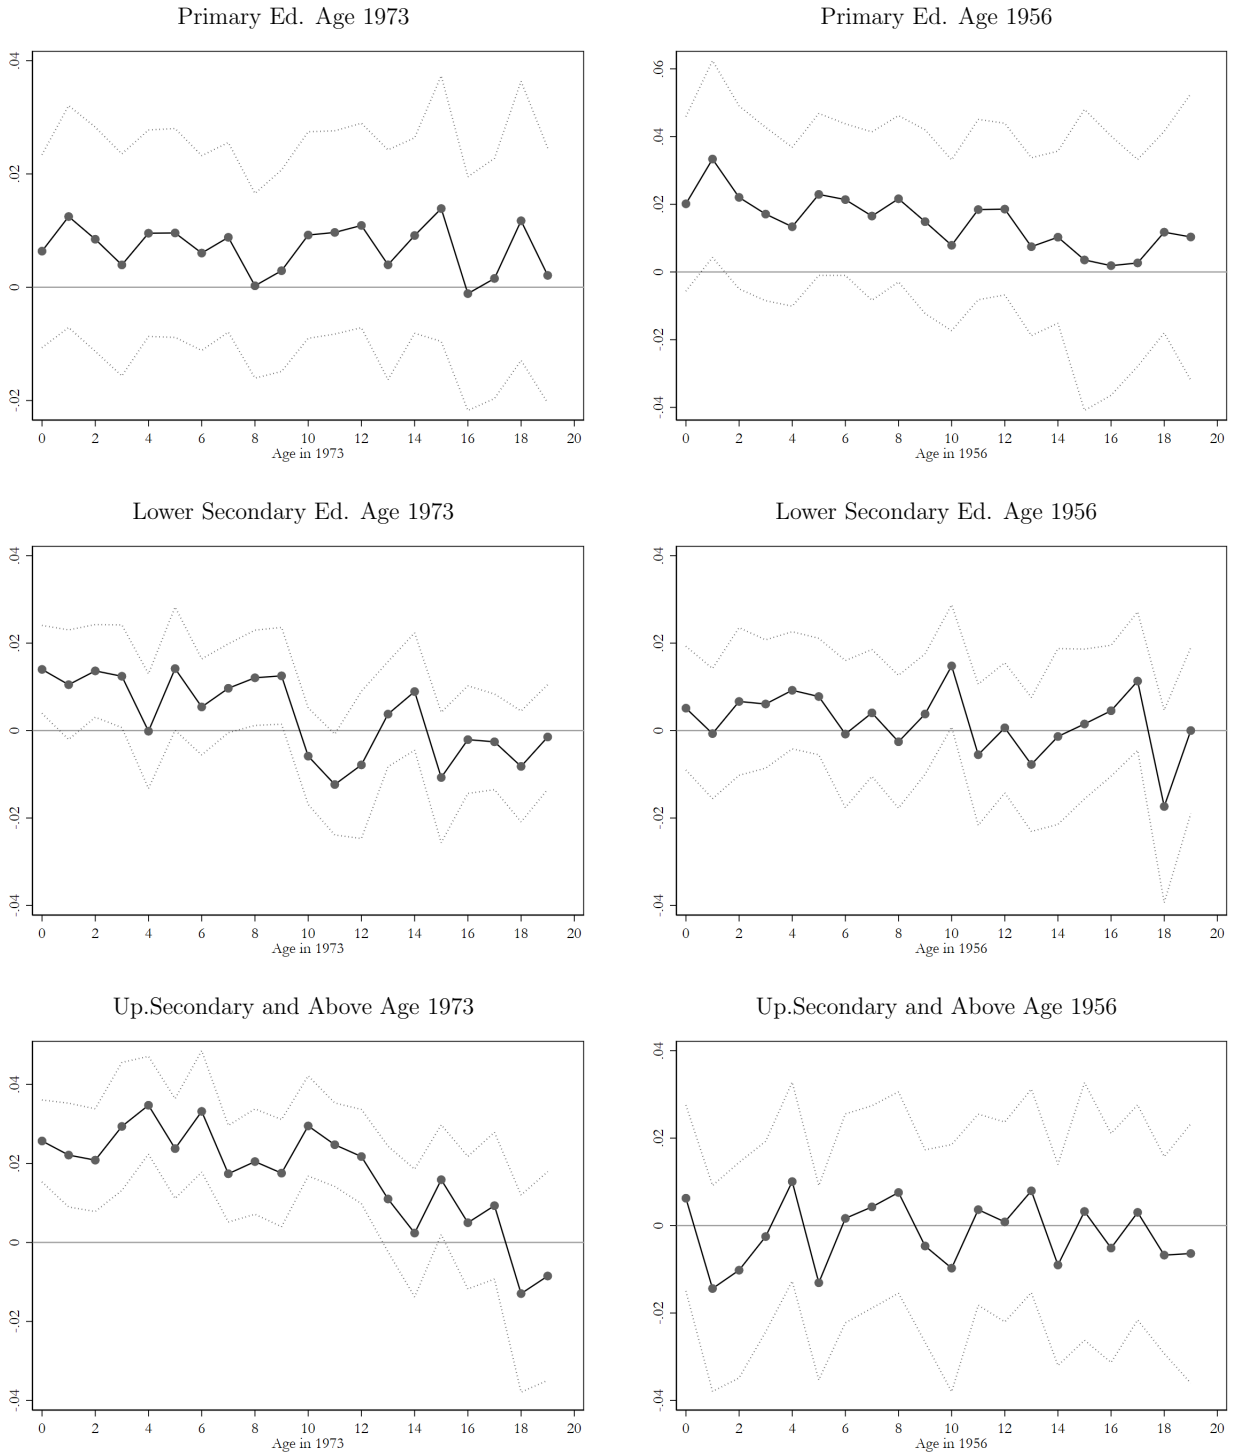 Primary Ed. Age 1973
.04
.02
0
-.02
0 2 4 6 8 10 12 14 16 18 20
Age in 1973
Primary Ed. Age 1956
.06
.04
.02
0
-.02
-.04
0 2 4 6 8 10 12 14 16 18 20
Age in 1956
Lower Secondary Ed. Age 1973
.04
.02
0
-.02
-.04
0 2 4 6 8 10 12 14 16 18 20
Age in 1973
Lower Secondary Ed. Age 1956
.04
.02
0
-.02
-.04
0 2 4 6 8 10 12 14 16 18 20
Age in 1956
Up.Secondary and Above Age 1973
.04
.02
0
-.02
-.04
0 2 4 6 8 10 12 14 16 18 20
Age in 1973
Up.Secondary and Above Age 1956
.04
.02
0
-.02
-.04
0 2 4 6 8 10 12 14 16 18 20
Age in 1956